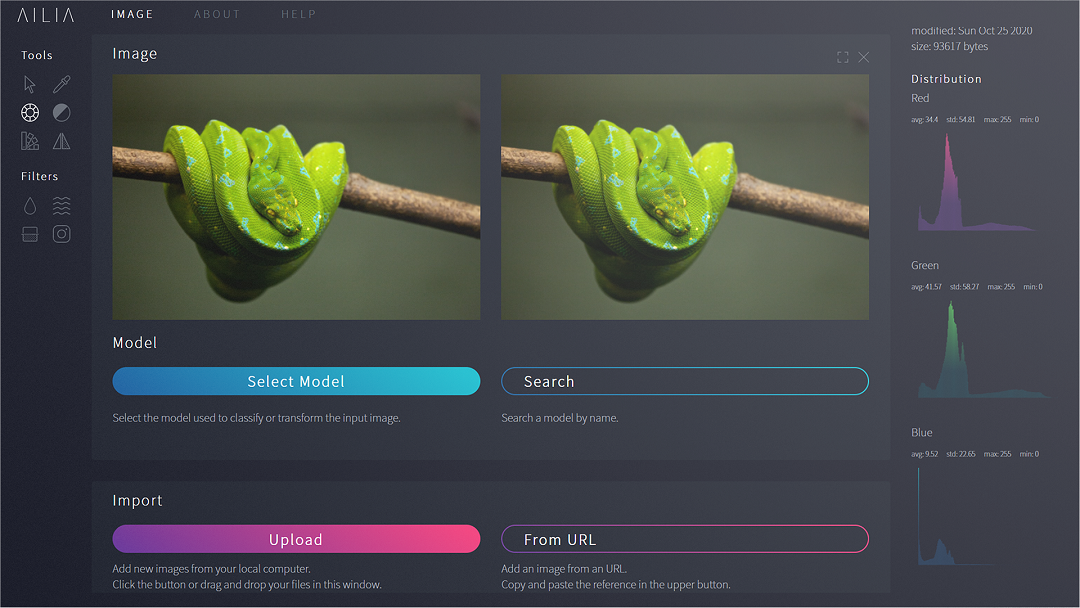 AILIA
IMAGE
ABOUT
HELP
Tools
Filters
Image
Model
Select Model
Search
Select the model used to classify or transform the input image.
Search a model by name.
Import
Upload
From URL
Add new images from your local computer.
Click the button or drag and drop your files in this window.
Add an image from an URL.
Copy and paste the reference in the upper button.
modified: Sun Oct 25 2020
size: 93617 bytes
Distribution
Red
avg: 34.4 std: 54.81 max: 255 min: 0
Green
avg: 41.57 std: 58.27 max: 255 min: 0
Blue
avg: 9.52 std: 22.65 max: 255 min: 0